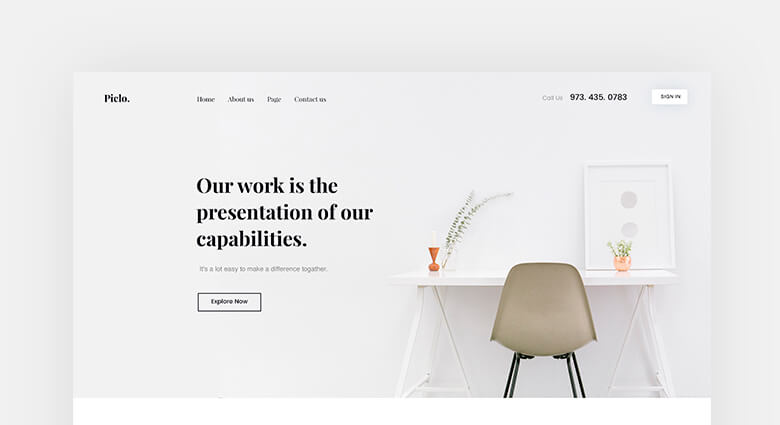 Piclo.
Home About us Page Contact us
Call Us 973. 435. 0783
SIGN IN
Our work is the
presentation of our
capabilities.
It's a lot easy to make a difference togather.
Explore Now